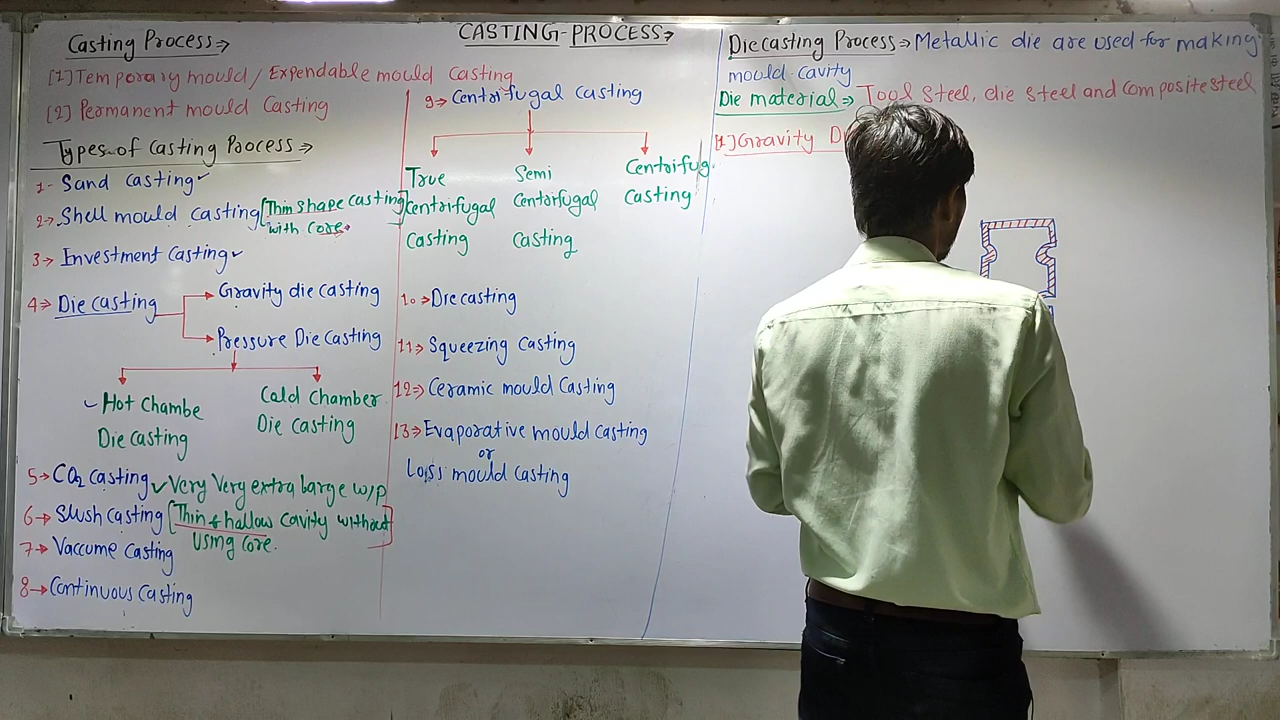 CASTING-PROCESS⇒
Casting Process⇒
[1] Temporary mould/Expendable mould Casting
[2] Permanent mould Casting
Types of Casting Process⇒
1- Sand casting✓
2→ Shell mould casting [Thin shape casting
with core.]
3→ Investment Casting✓
4→ Die casting
Gravity die casting
Pressure Die casting
Hot Chambe
Die casting
Cold Chamber
Die casting
5→ CO2 casting ✓ Very Very extra large w/p
6→ Slush casting [Thin & hallow cavity without
using core.]
7→ Vaccume Casting
8→ Continuous Casting
9→ Centrifugal casting
True
Centrifugal
Casting
Semi
Centrifugal
Casting
Centrifug
Casting
10→ Die casting
11→ Squeezing Casting
12→ Ceramic mould Casting
13→ Evaporative mould Casting
or
Loss mould Casting
Die casting Process⇒ Metallic die are used for making
mould cavity
Die material⇒ Tool steel, die steel and Composite steel
[1] Gravity D